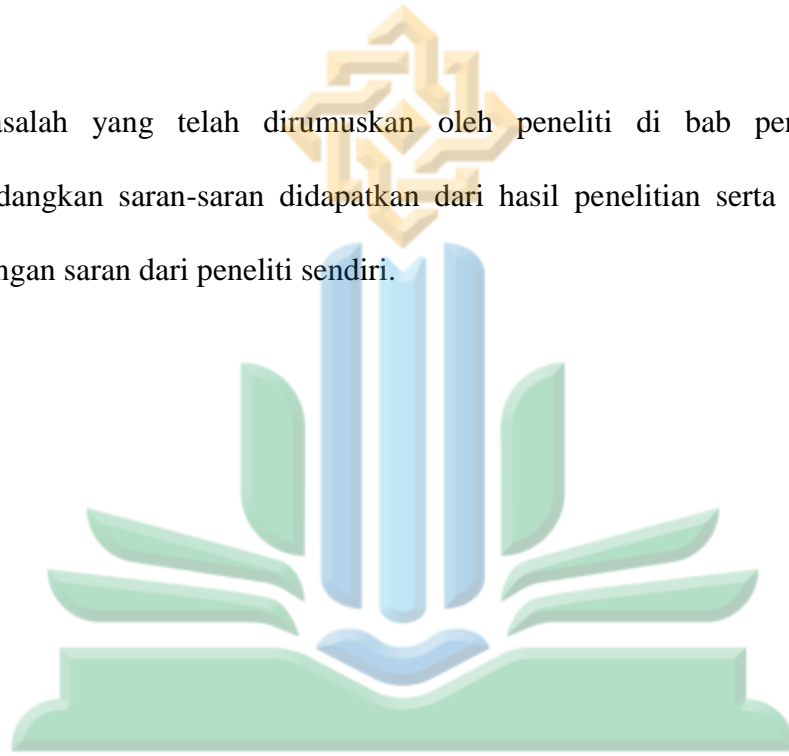 asalah yang telah dirumuskan oleh peneliti di bab per
dangkan saran-saran didapatkan dari hasil penelitian serta
ngan saran dari peneliti sendiri.